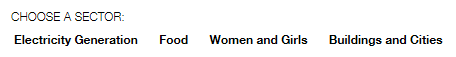 CHOOSE A SECTOR:
Electricity Generation Food Women and Girls Buildings and Cities